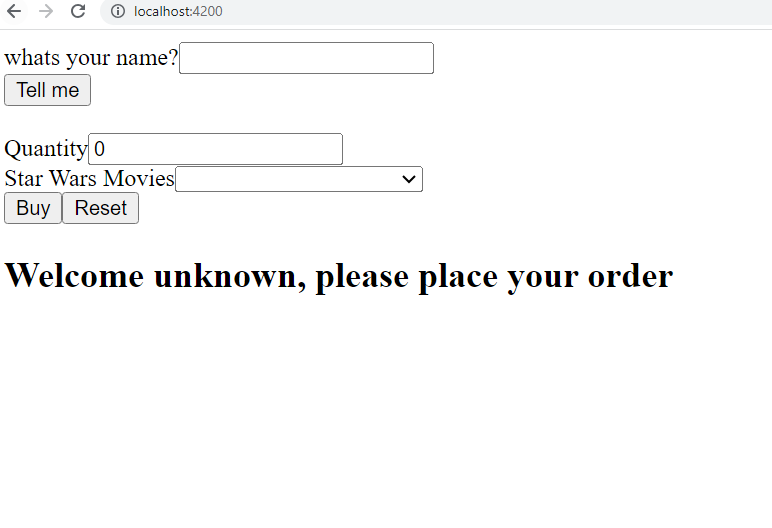 localhost:4200
whats your name?
Tell me
Quantity 0
Star Wars Movies
Buy Reset
Welcome unknown, please place your order